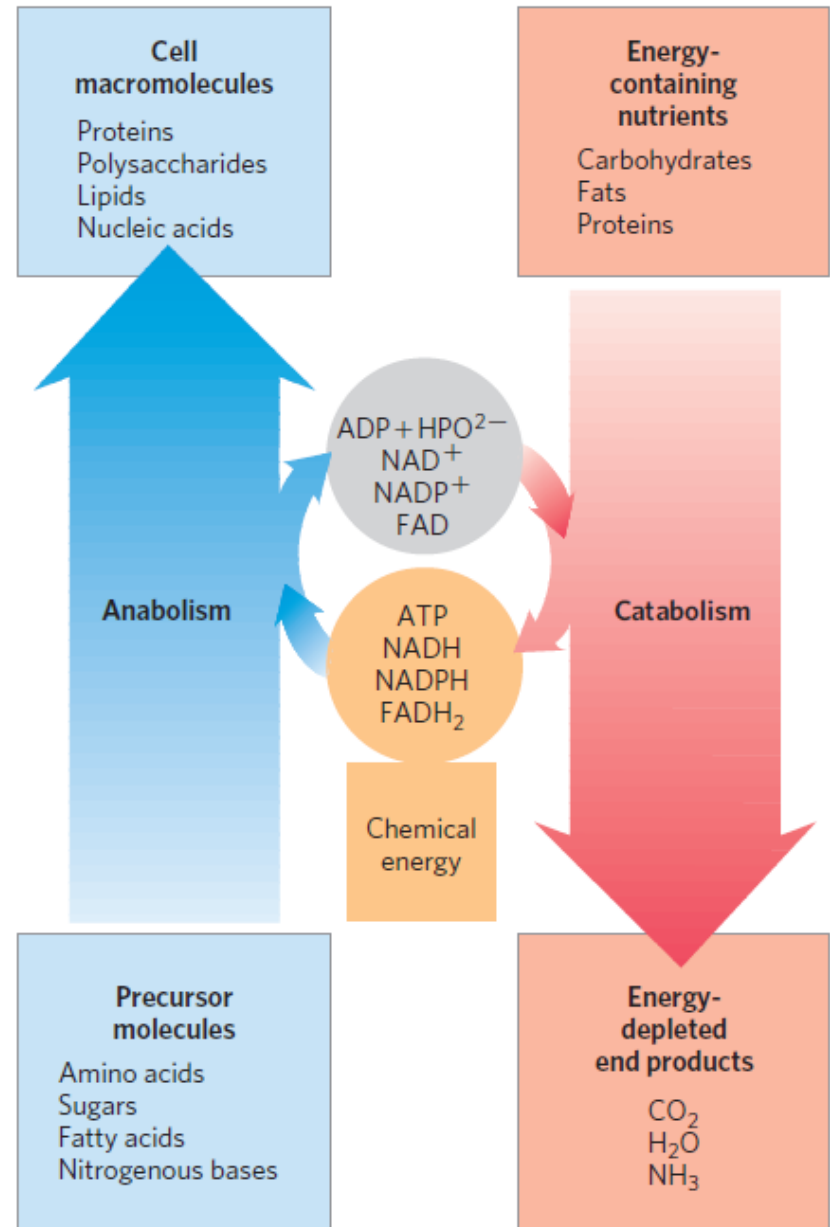 Cell
macromolecules
Proteins
Polysaccharides
Lipids
Nucleic acids
Energy-
containing
nutrients
Carbohydrates
Fats
Proteins
ADP + HPO²⁻
NAD⁺
NADP⁺
FAD
Anabolism
ATP
NADH
NADPH
FADH₂
Catabolism
Chemical
energy
Precursor
molecules
Amino acids
Sugars
Fatty acids
Nitrogenous bases
Energy-
depleted
end products
CO₂
H₂O
NH₃